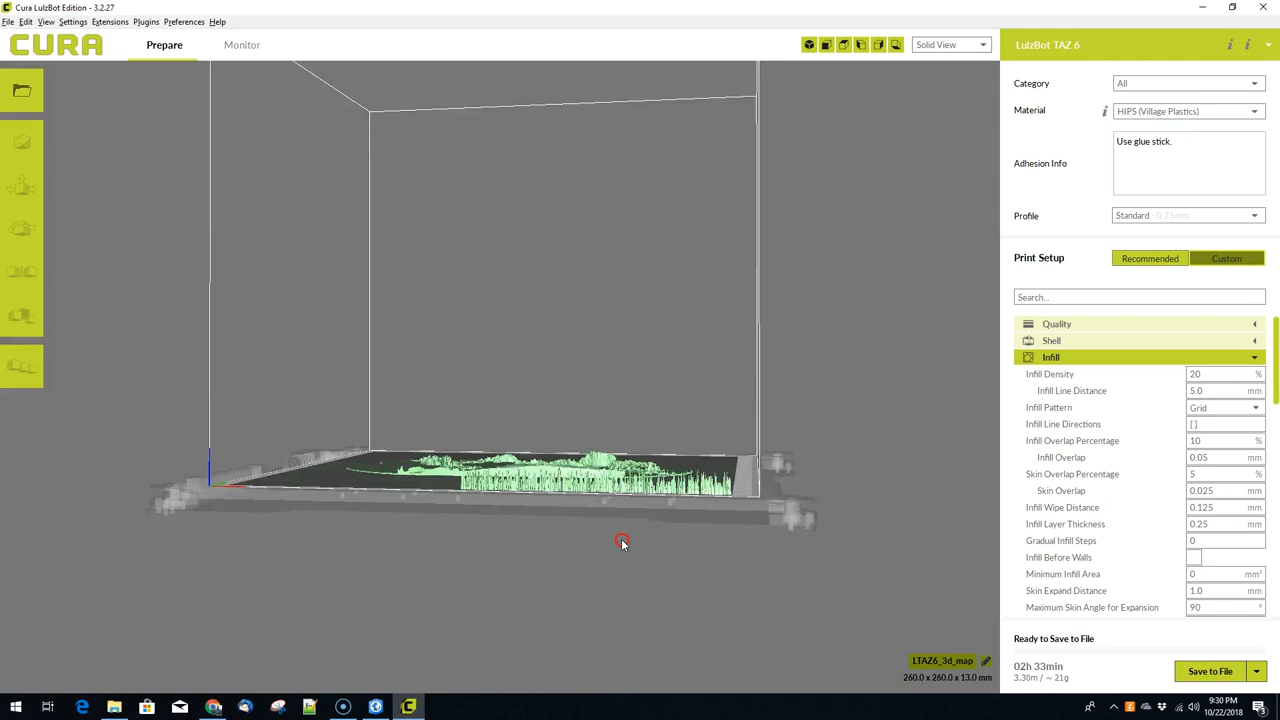 Cura LulzBot Edition - 3.2.27
File Edit View Settings Extensions Plugins Preferences Help
CURA Prepare Monitor Solid View
LulzBot TAZ 6 i i
Category All
Material i HIPS (Village Plastics)
Adhesion Info Use glue stick.
Profile Standard - 0.25mm
Print Setup Recommended Custom
Search...
Quality
Shell
Infill
Infill Density 20 %
Infill Line Distance 5.0 mm
Infill Pattern Grid
Infill Line Directions [ ]
Infill Overlap Percentage 10 %
Infill Overlap 0.05 mm
Skin Overlap Percentage 5 %
Skin Overlap 0.025 mm
Infill Wipe Distance 0.125 mm
Infill Layer Thickness 0.25 mm
Gradual Infill Steps 0
Infill Before Walls
Minimum Infill Area 0 mm²
Skin Expand Distance 1.0 mm
Maximum Skin Angle for Expansion 90 °
Ready to Save to File
02h 33min
3.30m / ~ 21g
Save to File
LTAZ6_3d_map
260.0 x 260.0 x 13.0 mm
9:30 PM
10/22/2018
3